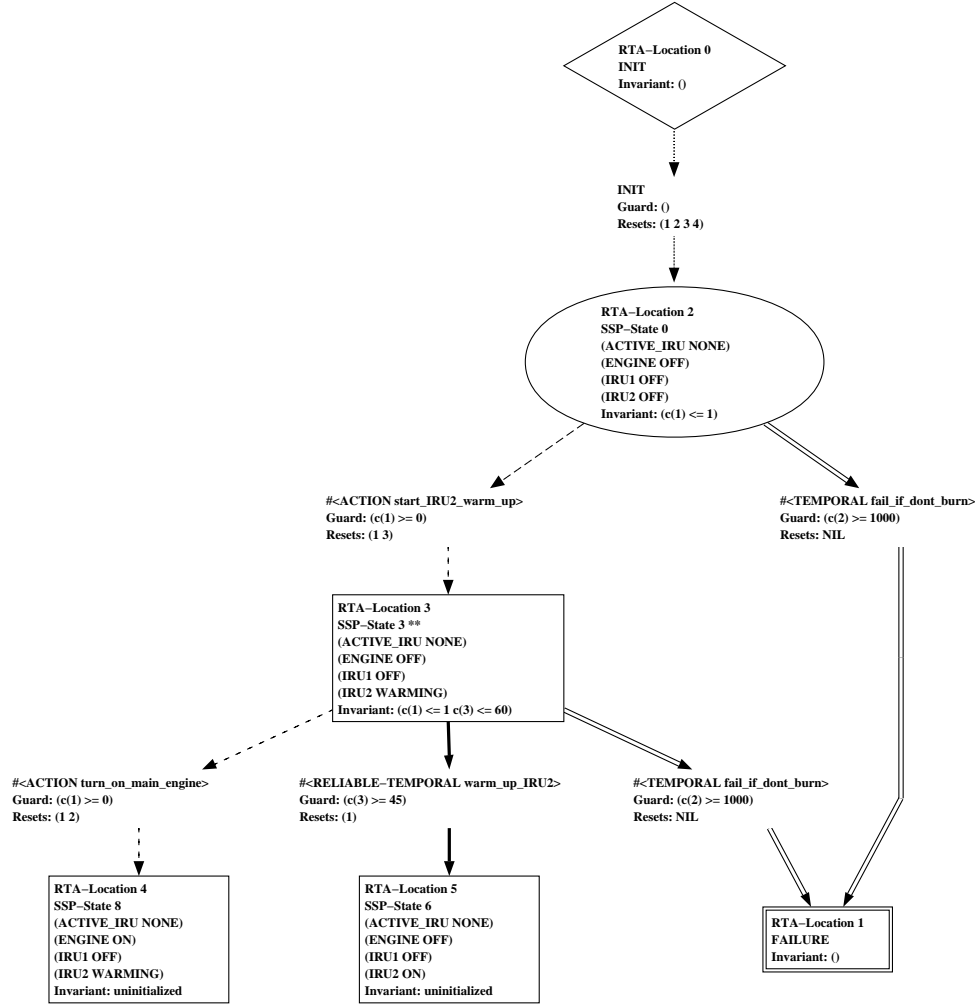 RTA–Location 0
INIT
Invariant: ()
INIT
Guard: ()
Resets: (1 2 3 4)
RTA–Location 2
SSP–State 0
(ACTIVE_IRU NONE)
(ENGINE OFF)
(IRU1 OFF)
(IRU2 OFF)
Invariant: (c(1) <= 1)
#<ACTION start_IRU2_warm_up>
Guard: (c(1) >= 0)
Resets: (1 3)
#<TEMPORAL fail_if_dont_burn>
Guard: (c(2) >= 1000)
Resets: NIL
RTA–Location 3
SSP–State 3 **
(ACTIVE_IRU NONE)
(ENGINE OFF)
(IRU1 OFF)
(IRU2 WARMING)
Invariant: (c(1) <= 1 c(3) <= 60)
#<ACTION turn_on_main_engine>
Guard: (c(1) >= 0)
Resets: (1 2)
#<RELIABLE–TEMPORAL warm_up_IRU2>
Guard: (c(3) >= 45)
Resets: (1)
#<TEMPORAL fail_if_dont_burn>
Guard: (c(2) >= 1000)
Resets: NIL
RTA–Location 4
SSP–State 8
(ACTIVE_IRU NONE)
(ENGINE ON)
(IRU1 OFF)
(IRU2 WARMING)
Invariant: uninitialized
RTA–Location 5
SSP–State 6
(ACTIVE_IRU NONE)
(ENGINE OFF)
(IRU1 OFF)
(IRU2 ON)
Invariant: uninitialized
RTA–Location 1
FAILURE
Invariant: ()